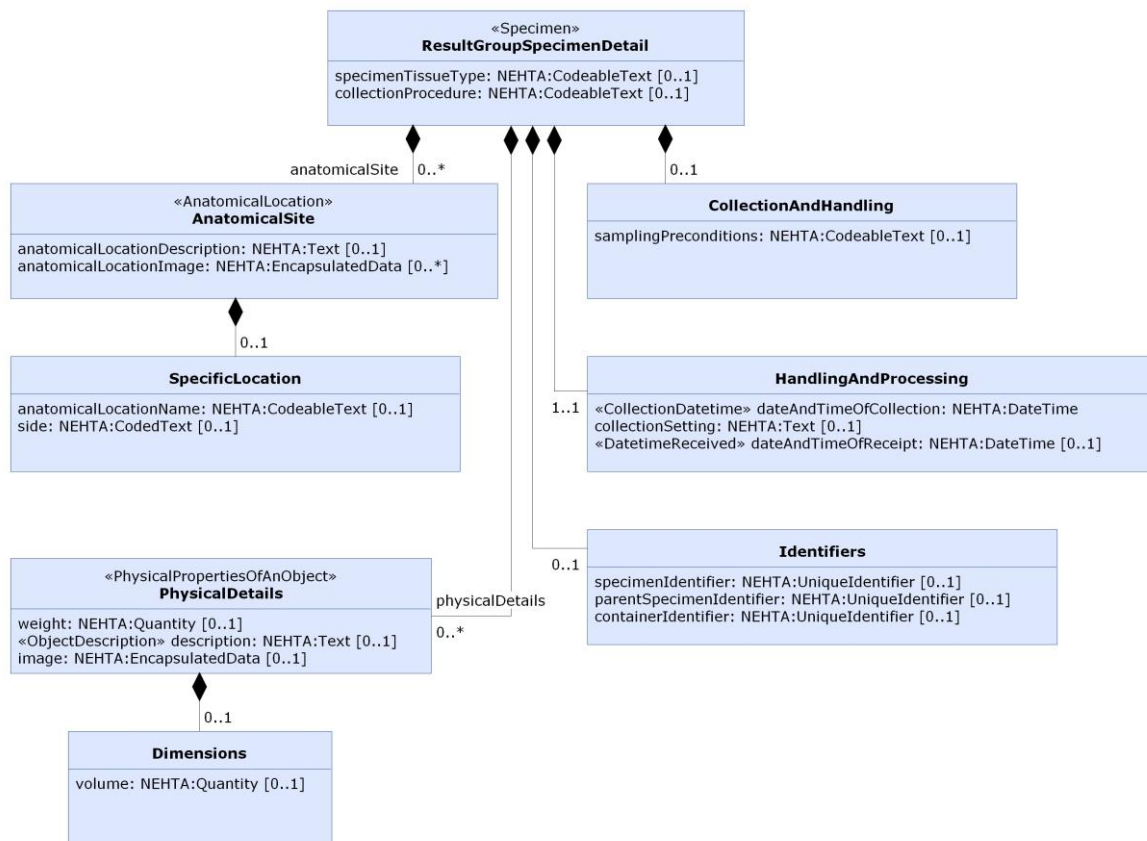 «Specimen»
ResultGroupSpecimenDetail
specimenTissueType: NEHTA:CodeableText [0..1]
collectionProcedure: NEHTA:CodeableText [0..1]
anatomicalSite
0..*
0..1
«AnatomicalLocation»
AnatomicalSite
anatomicalLocationDescription: NEHTA:Text [0..1]
anatomicalLocationImage: NEHTA:EncapsulatedData [0..*]
CollectionAndHandling
samplingPreconditions: NEHTA:CodeableText [0..1]
0..1
SpecificLocation
anatomicalLocationName: NEHTA:CodeableText [0..1]
side: NEHTA:CodedText [0..1]
1..1
HandlingAndProcessing
«CollectionDatetime» dateAndTimeOfCollection: NEHTA:DateTime
collectionSetting: NEHTA:Text [0..1]
«DatetimeReceived» dateAndTimeOfReceipt: NEHTA:DateTime [0..1]
0..1
Identifiers
specimenIdentifier: NEHTA:UniqueIdentifier [0..1]
parentSpecimenIdentifier: NEHTA:UniqueIdentifier [0..1]
containerIdentifier: NEHTA:UniqueIdentifier [0..1]
«PhysicalPropertiesOfAnObject»
PhysicalDetails
weight: NEHTA:Quantity [0..1]
«ObjectDescription» description: NEHTA:Text [0..1]
image: NEHTA:EncapsulatedData [0..1]
physicalDetails
0..*
0..1
Dimensions
volume: NEHTA:Quantity [0..1]